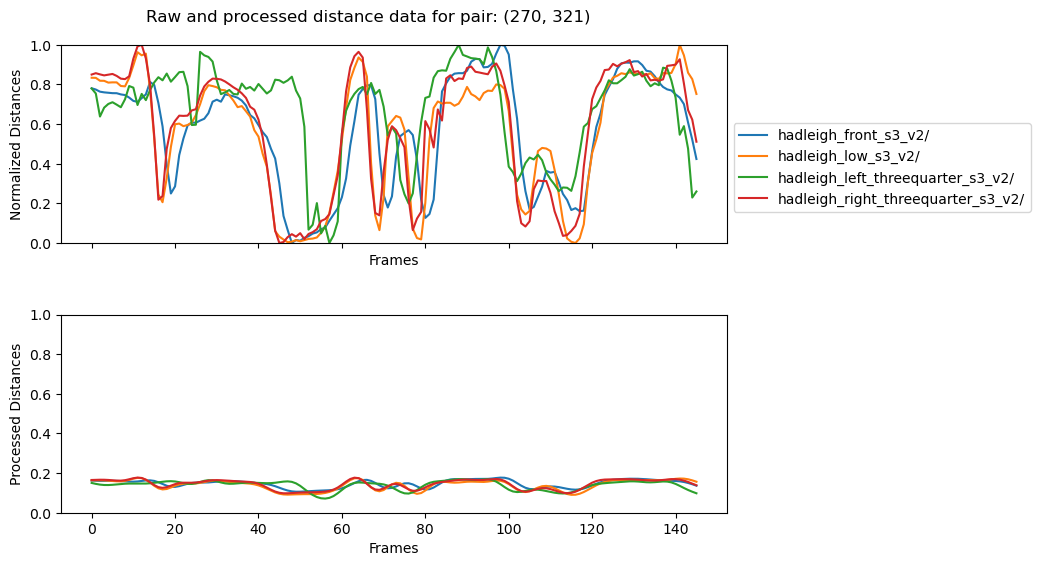 Raw and processed distance data for pair: (270, 321)
Normalized Distances
1.0
0.8
0.6
0.4
0.2
0.0
Frames
hadleigh_front_s3_v2/
hadleigh_low_s3_v2/
hadleigh_left_threequarter_s3_v2/
hadleigh_right_threequarter_s3_v2/
Processed Distances
1.0
0.8
0.6
0.4
0.2
0.0
0 20 40 60 80 100 120 140
Frames